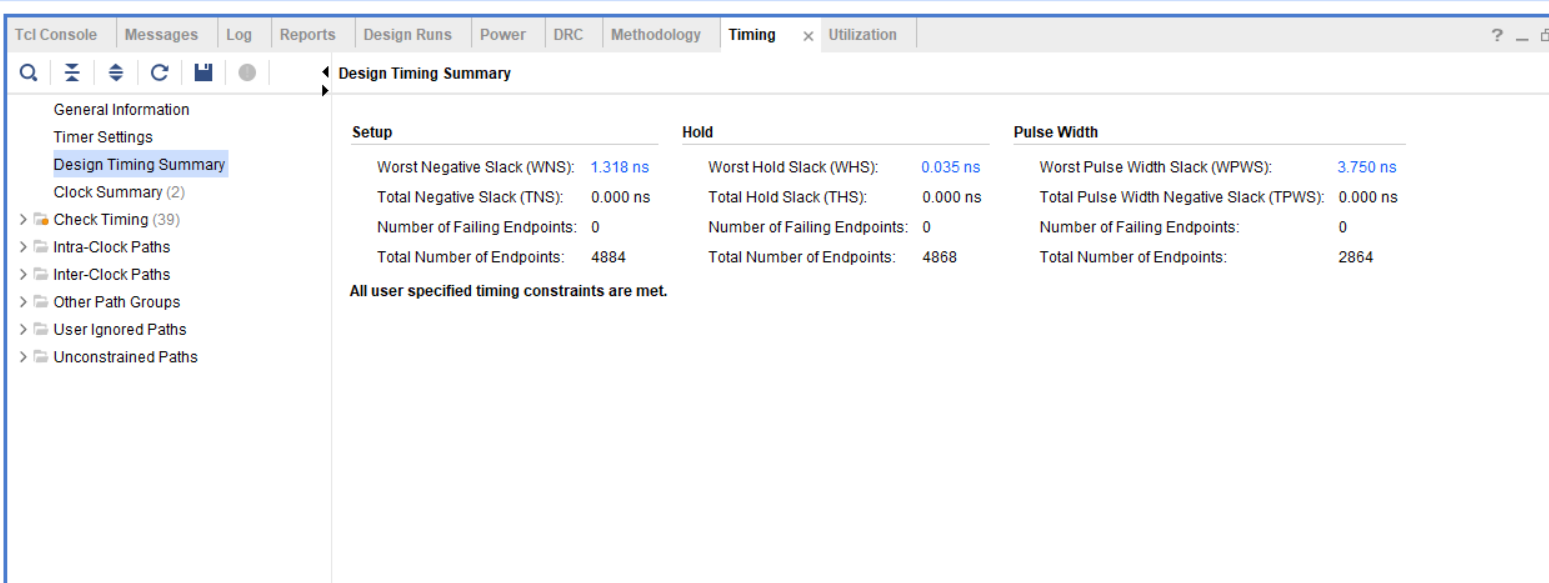 Tcl Console Messages Log Reports Design Runs Power DRC Methodology Timing × Utilization ? _
Design Timing Summary
General Information
Timer Settings
Design Timing Summary
Clock Summary (2)
Check Timing (39)
Intra-Clock Paths
Inter-Clock Paths
Other Path Groups
User Ignored Paths
Unconstrained Paths
Setup Hold Pulse Width
Worst Negative Slack (WNS): 1.318 ns Worst Hold Slack (WHS): 0.035 ns Worst Pulse Width Slack (WPWS): 3.750 ns
Total Negative Slack (TNS): 0.000 ns Total Hold Slack (THS): 0.000 ns Total Pulse Width Negative Slack (TPWS): 0.000 ns
Number of Failing Endpoints: 0 Number of Failing Endpoints: 0 Number of Failing Endpoints: 0
Total Number of Endpoints: 4884 Total Number of Endpoints: 4868 Total Number of Endpoints: 2864
All user specified timing constraints are met.